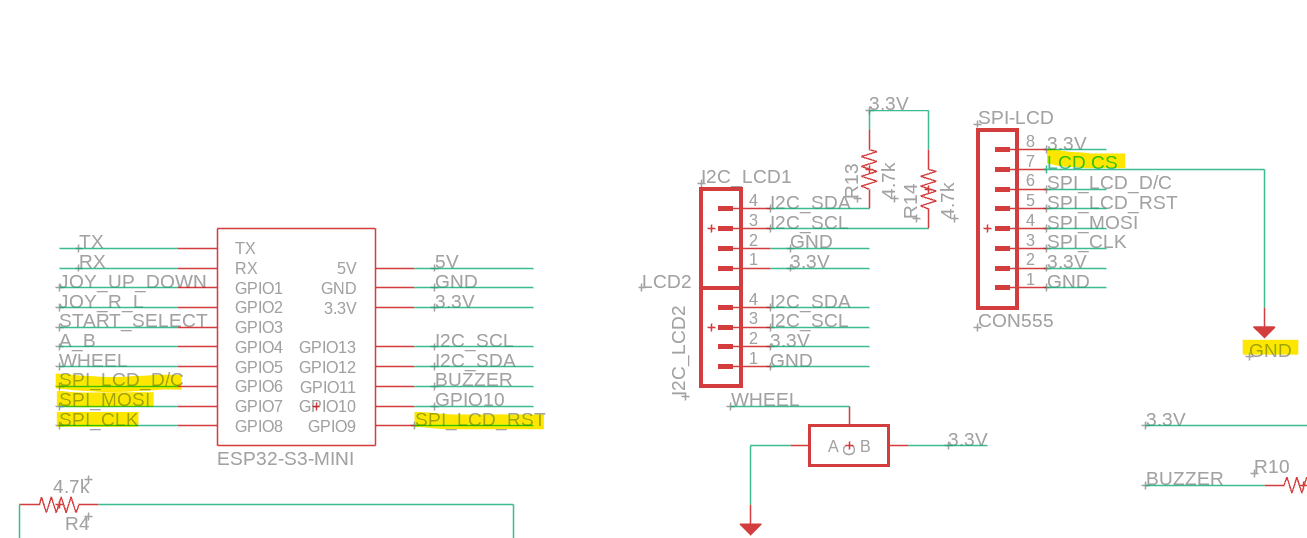 3.3V
SPI-LCD
8 3.3V
7 LCD CS
6 SPI_LCD_D/C
5 SPI_LCD_RST
4 SPI_MOSI
3 SPI_CLK
2 3.3V
1 GND
CON555
GND
R13
4.7k
R14
4.7k
I2C_LCD1
4 I2C_SDA
3 I2C_SCL
2 GND
1 3.3V
LCD2
I2C_LCD2
4 I2C_SDA
3 I2C_SCL
2 3.3V
1 GND
WHEEL
A B
3.3V
TX TX
RX RX 5V 5V
JOY_UP_DOWN GPIO1 GND GND
JOY_R_L GPIO2 3.3V 3.3V
START_SELECT GPIO3
A_B GPIO4 GPIO13 I2C_SCL
WHEEL GPIO5 GPIO12 I2C_SDA
SPI_LCD_D/C GPIO6 GPIO11 BUZZER
SPI_MOSI GPIO7 GPIO10 GPIO10
SPI_CLK GPIO8 GPIO9 SPI_LCD_RST
ESP32-S3-MINI
4.7k
R4
3.3V
BUZZER
R10